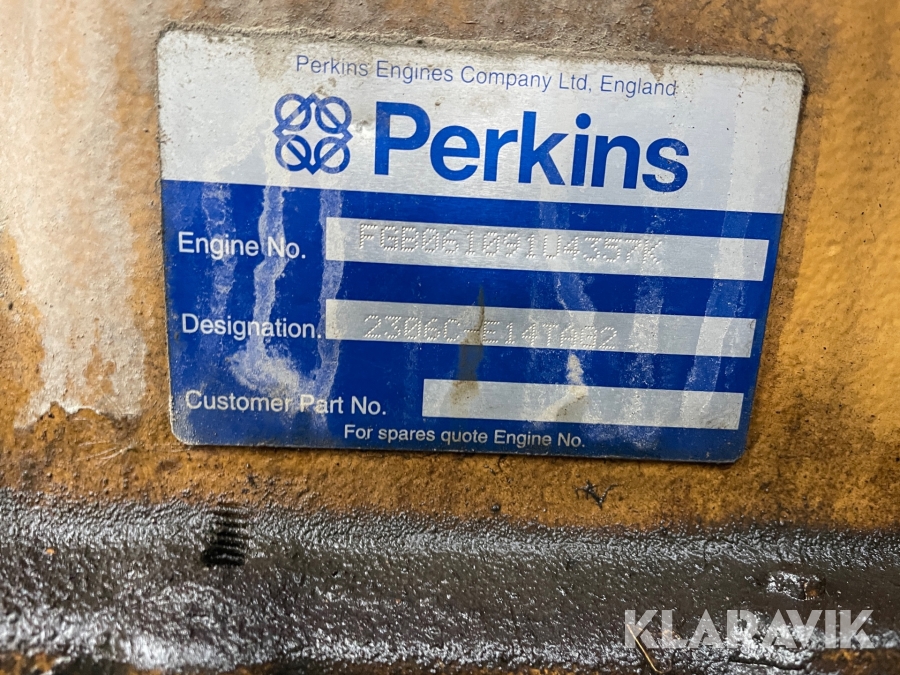 Perkins Engines Company Ltd, England
Perkins
Engine No. FGB061091U4357K
Designation. 2306C-E14TA02
Customer Part No.
For spares quote Engine No.
KLARAVIK